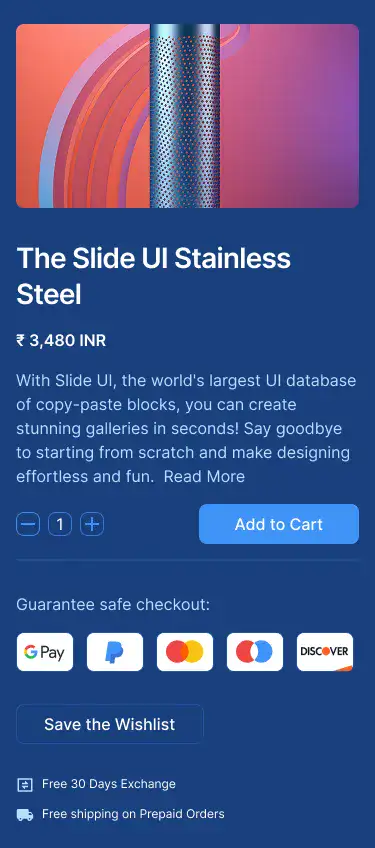 The Slide UI Stainless
Steel
₹ 3,480 INR
With Slide UI, the world's largest UI database
of copy-paste blocks, you can create
stunning galleries in seconds! Say goodbye
to starting from scratch and make designing
effortless and fun. Read More
1
Add to Cart
Guarantee safe checkout:
G Pay
DISCOVER
Save the Wishlist
Free 30 Days Exchange
Free shipping on Prepaid Orders